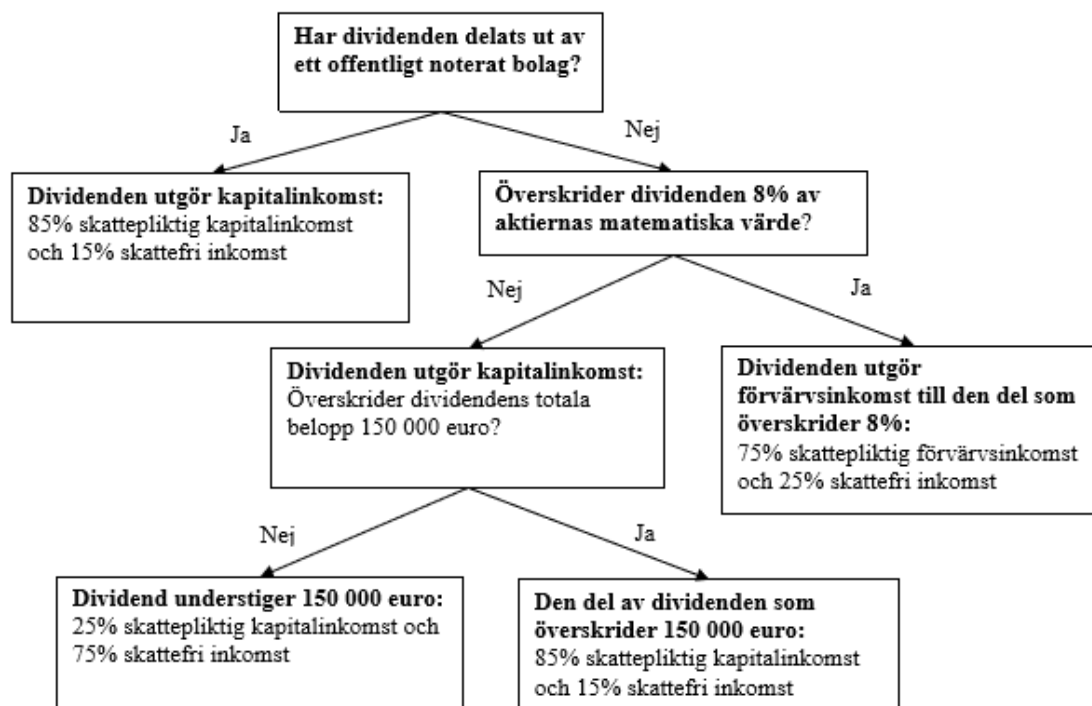 Har dividenden delats ut av
ett offentligt noterat bolag?
Ja
Nej
Dividenden utgör kapitalinkomst:
85% skattepliktig kapitalinkomst
och 15% skattefri inkomst
Överskrider dividenden 8% av
aktiernas matematiska värde?
Nej
Ja
Dividenden utgör kapitalinkomst:
Överskrider dividendens totala
belopp 150 000 euro?
Dividenden utgör
förvärvsinkomst till den del som
överskrider 8%:
75% skattepliktig förvärvsinkomst
och 25% skattefri inkomst
Nej
Ja
Dividend understiger 150 000 euro:
25% skattepliktig kapitalinkomst och
75% skattefri inkomst
Den del av dividenden som
överskrider 150 000 euro:
85% skattepliktig kapitalinkomst
och 15% skattefri inkomst